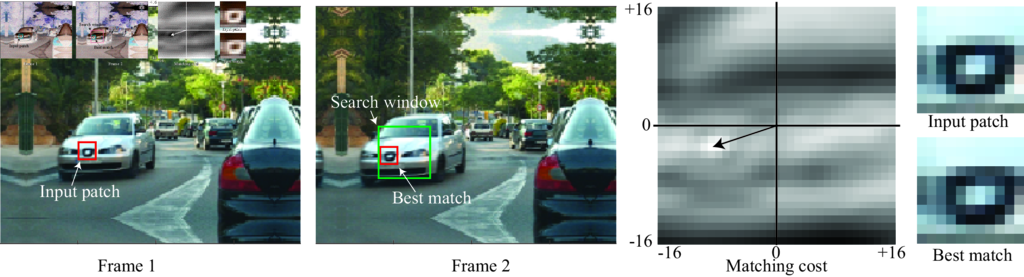 Search window
Input patch
Best match
Frame 1
Frame 2
+16
0
-16
-16
0
+16
Matching cost
Input patch
Best match